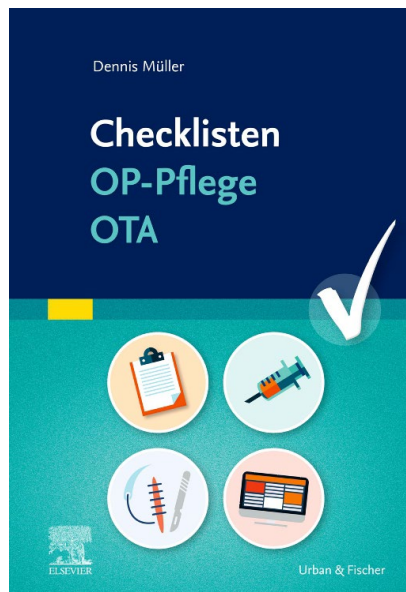 Dennis Müller
Checklisten
OP-Pflege
OTA
ELSEVIER
Urban & Fischer